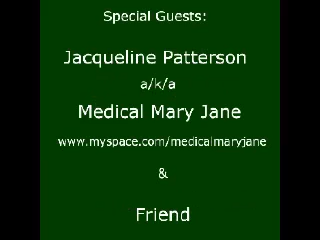 Special Guests:
Jacqueline Patterson
a/k/a
Medical Mary Jane
www.myspace.com/medicalmaryjane
&
Friend